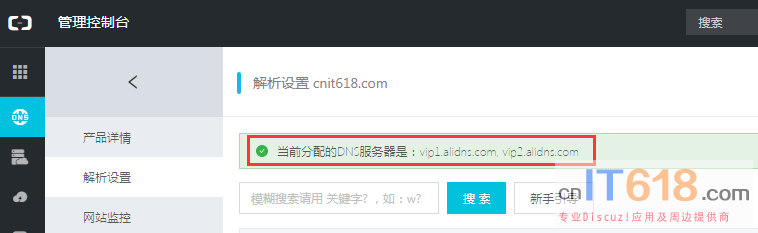 管理控制台
搜索
DNS
解析设置 cnit618.com
产品详情
当前分配的DNS服务器是：vip1.alidns.com, vip2.alidns.com
解析设置
模糊搜索请用 关键字?，如：w?
搜 索
新手引导
网站监控
cnIT618.com
专业Discuz!应用及周边提供商